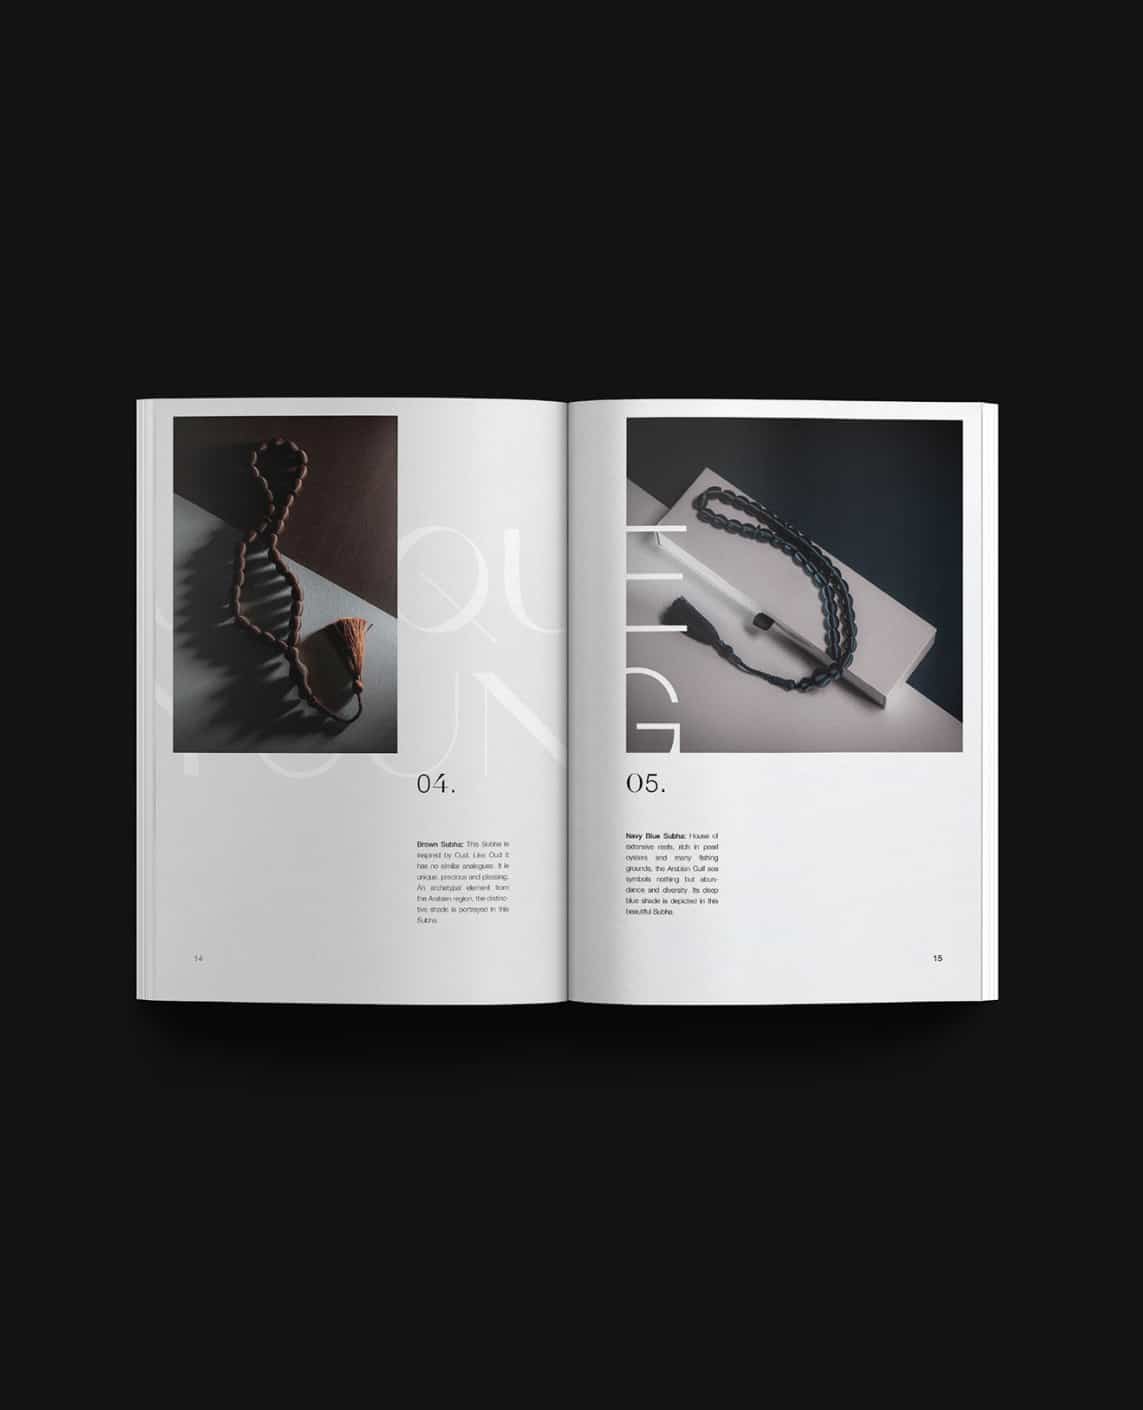 QU
YOUN
G
04.
Brown Subha: This Subha is
inspired by Oud. Like Oud it
has no similar analogues. It is
unique, precious and pleasing.
An archetypal element from
the Arabian region, the distinc-
tive shade is portrayed in this
Subha.
14
05.
Navy Blue Subha: House of
extensive reefs, rich in pearl
oysters and many fishing
grounds, the Arabian Gulf sea
symbols nothing but abun-
dance and diversity. Its deep
blue shade is depicted in this
beautiful Subha.
15